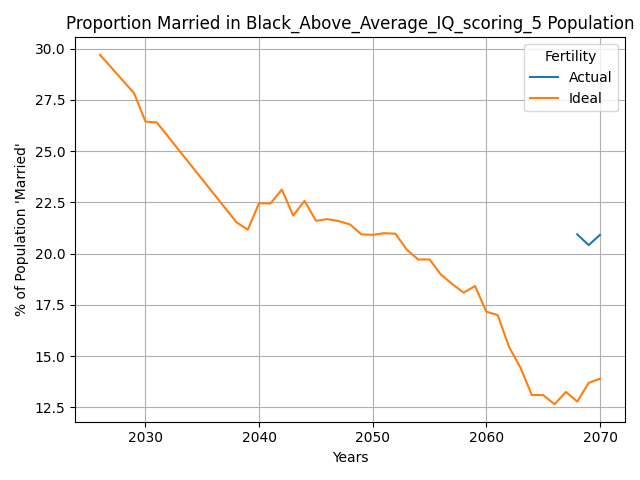 Proportion Married in Black_Above_Average_IQ_scoring_5 Population
Fertility
Actual
Ideal
% of Population 'Married'
30.0
27.5
25.0
22.5
20.0
17.5
15.0
12.5
2030 2040 2050 2060 2070
Years